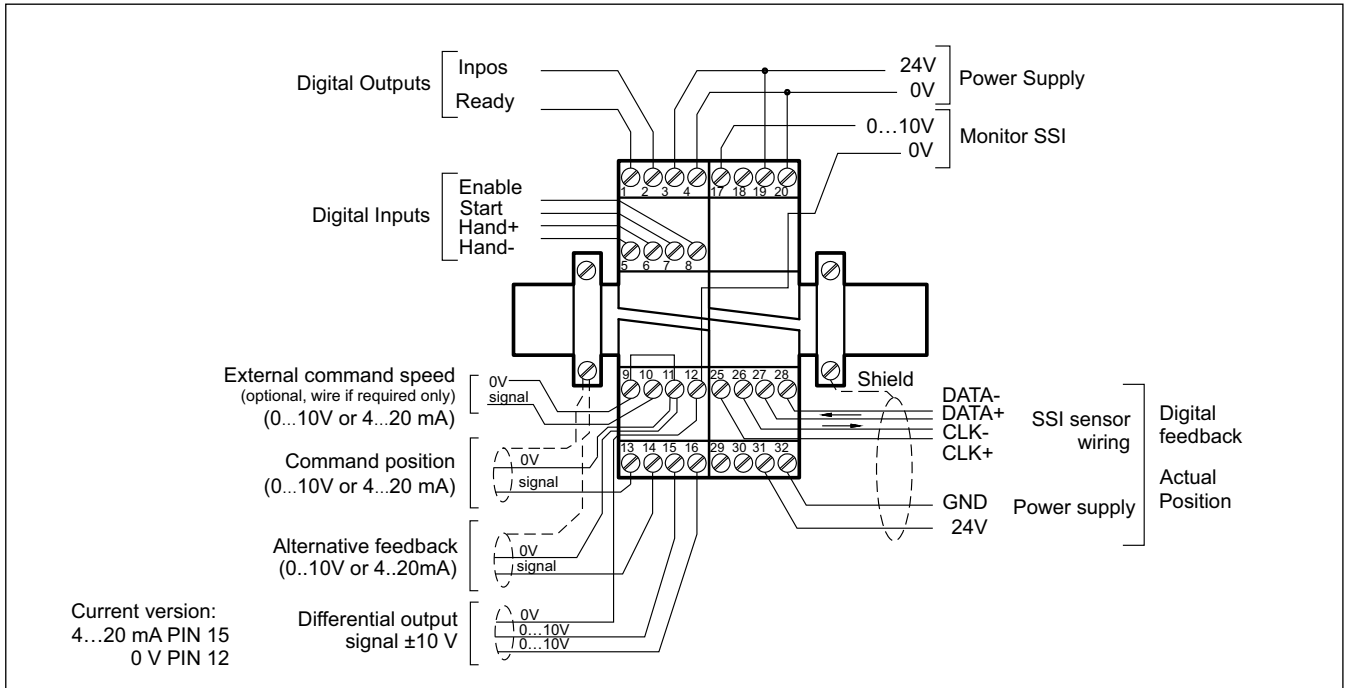 Digital Outputs
Inpos
Ready
24V
0V
Power Supply
0...10V
0V
Monitor SSI
1 2 3 4 17 18 19 20
Digital Inputs
Enable
Start
Hand+
Hand-
5 6 7 8
9 10 11 12 25 26 27 28
External command speed
(optional, wire if required only)
(0...10V or 4...20 mA)
0V
signal
Shield
DATA-
DATA+
CLK-
CLK+
SSI sensor
wiring
Digital
feedback
13 14 15 16 29 30 31 32
Command position
(0...10V or 4...20 mA)
0V
signal
Actual
Position
GND
24V
Power supply
Alternative feedback
(0..10V or 4..20mA)
0V
signal
Current version:
4...20 mA PIN 15
0 V PIN 12
Differential output
signal ±10 V
0V
0...10V
0...10V